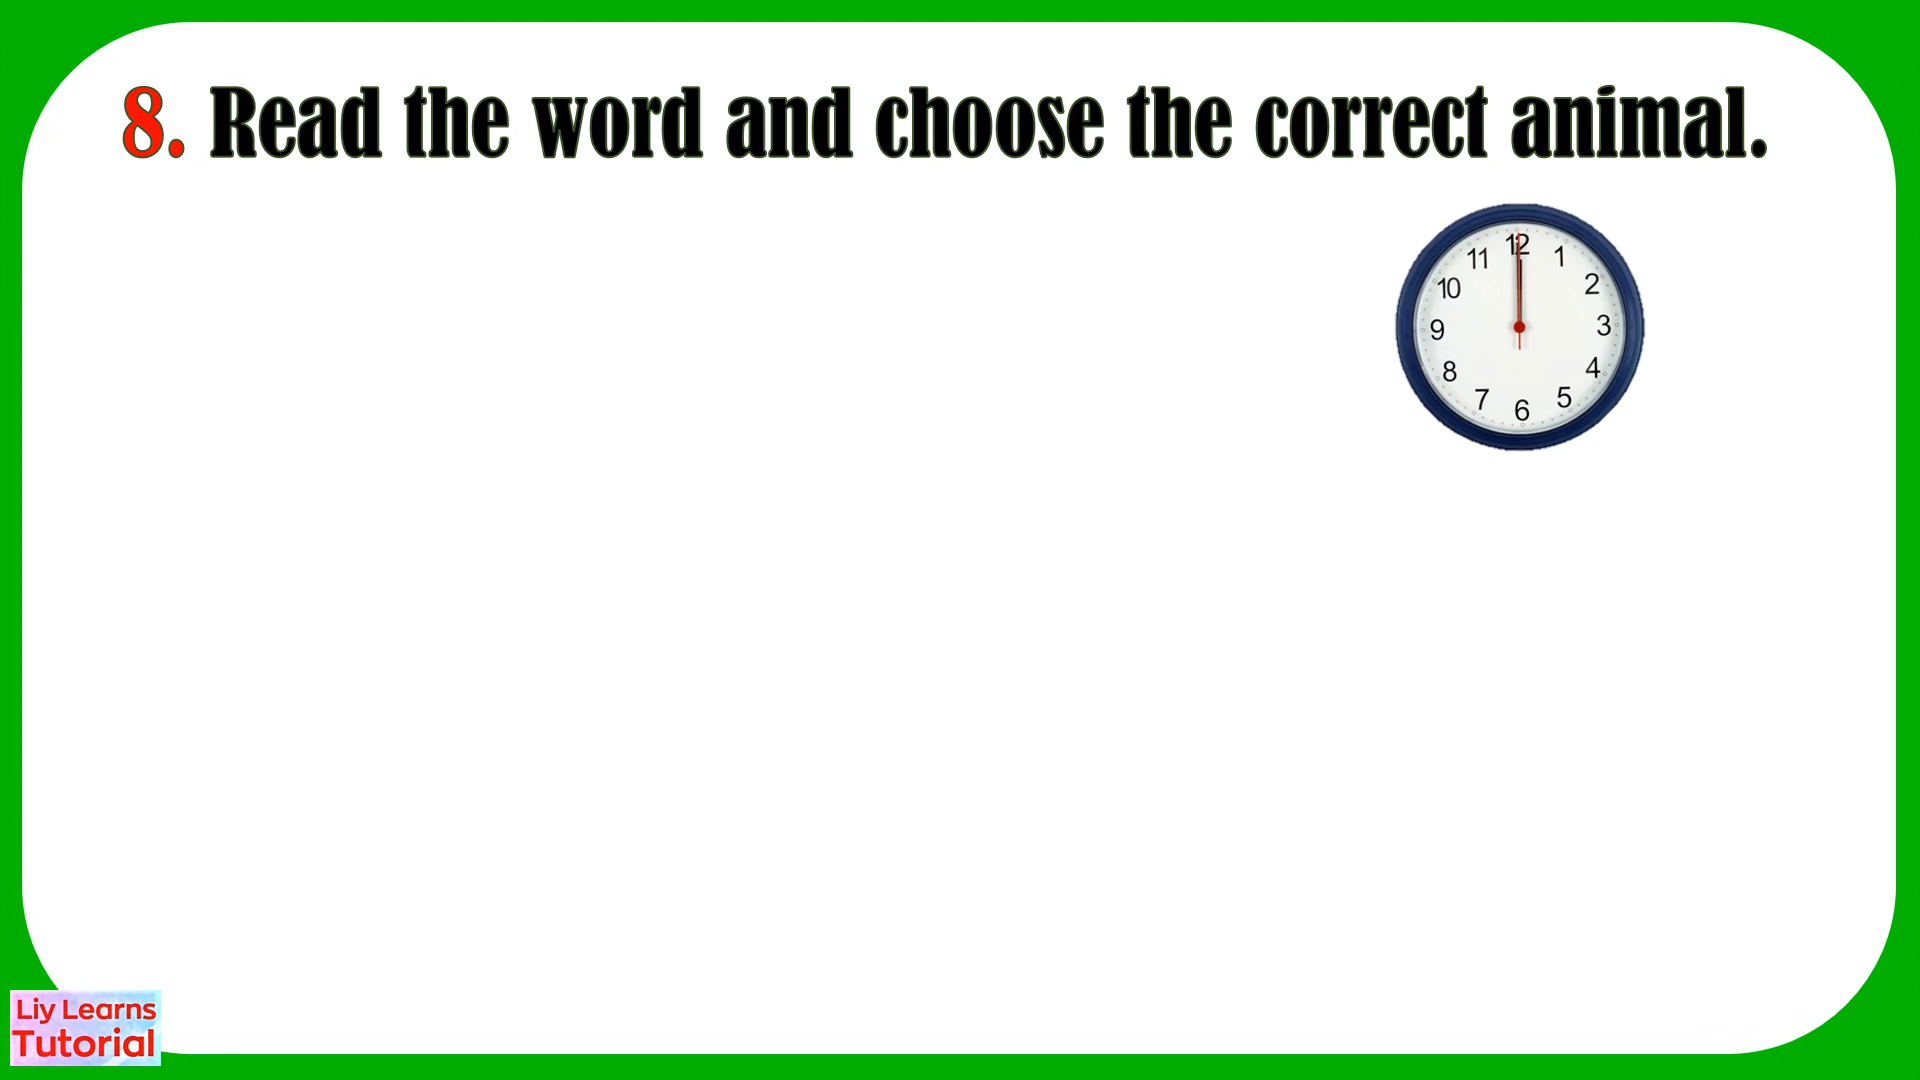 8. Read the word and choose the correct animal.
12
11 1
10 2
9 3
8 4
7 5
6
Liy Learns
Tutorial